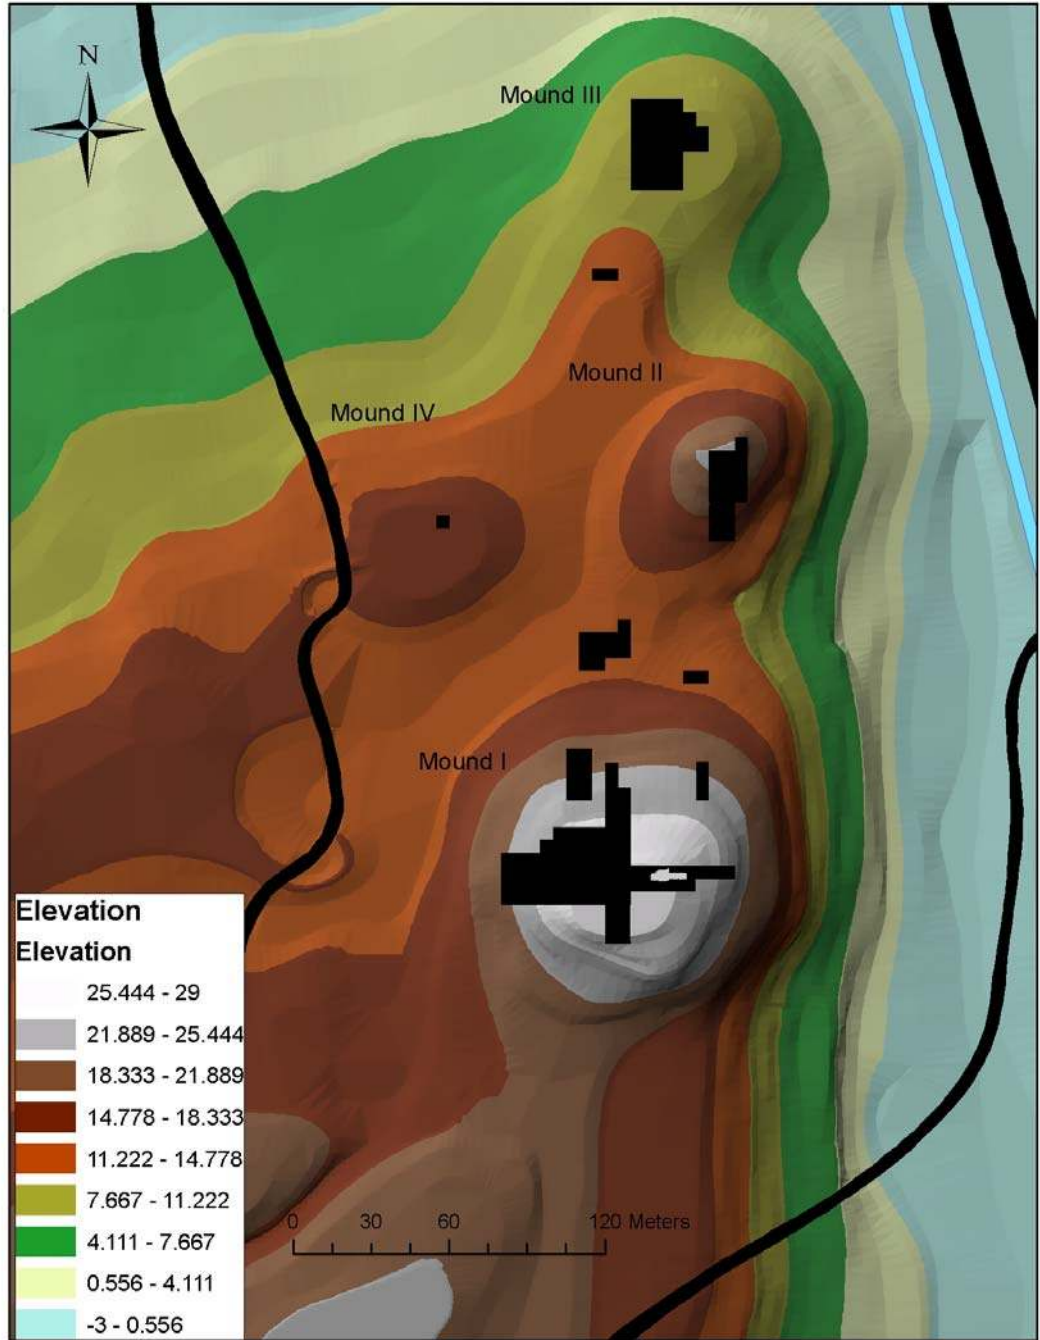 N
Mound III
Mound II
Mound IV
Mound I
Elevation
Elevation
25.444 - 29
21.889 - 25.444
18.333 - 21.889
14.778 - 18.333
11.222 - 14.778
7.667 - 11.222
4.111 - 7.667
0.556 - 4.111
-3 - 0.556
0 30 60 120 Meters